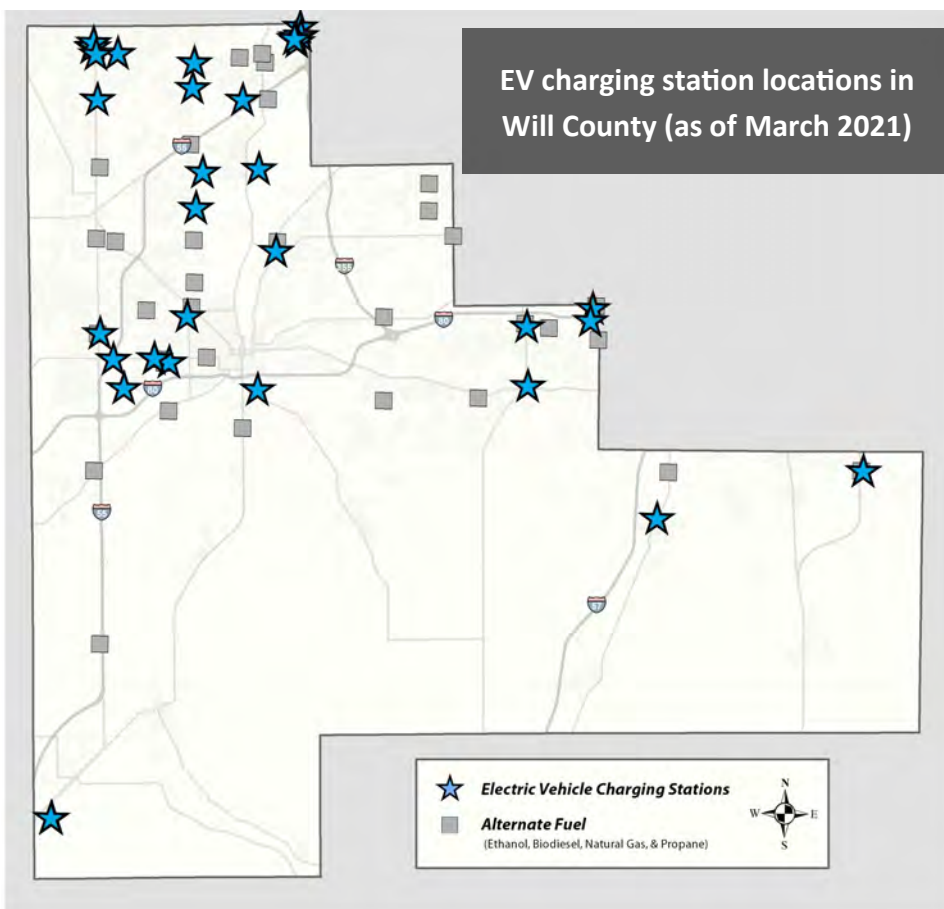 EV charging station locations in
Will County (as of March 2021)
55
355
80
80
55
57
Electric Vehicle Charging Stations
Alternate Fuel
(Ethanol, Biodiesel, Natural Gas, & Propane)
N
W
E
S